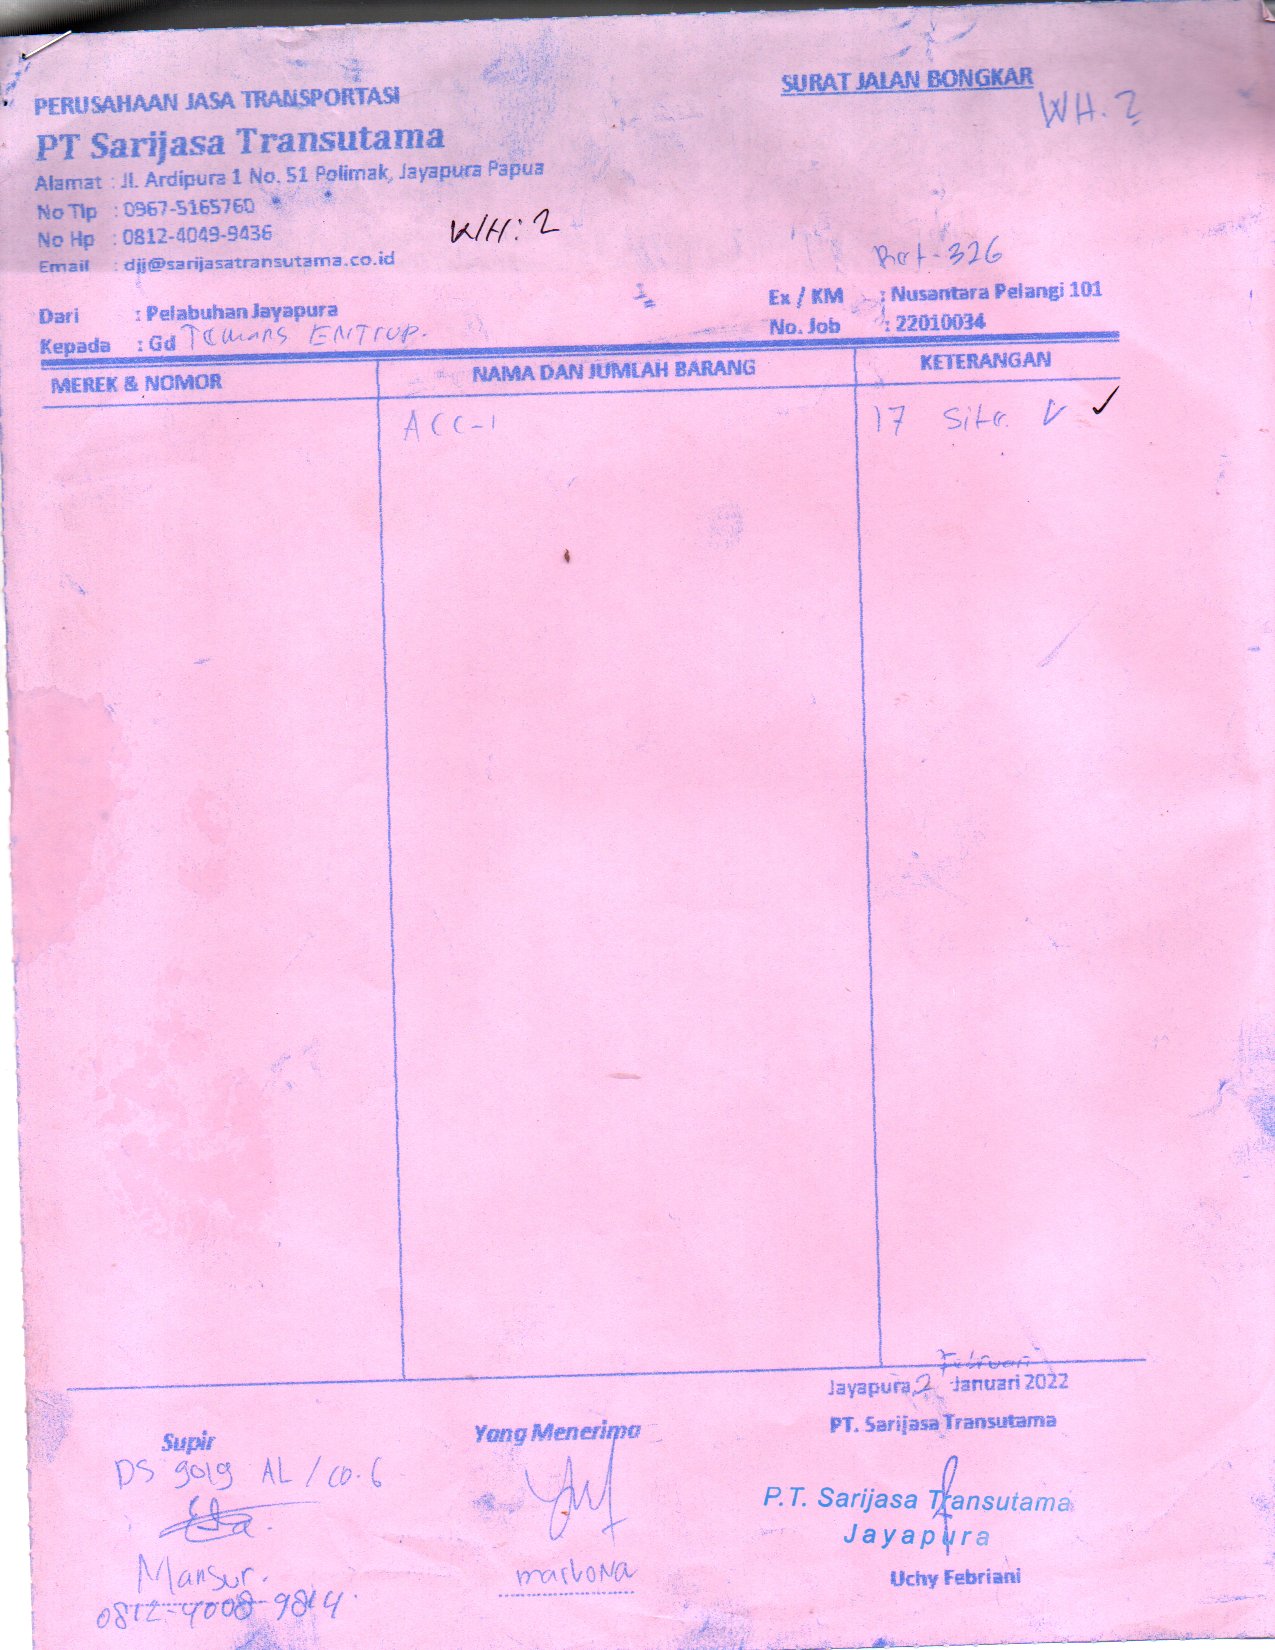 SURAT JALAN BONGKAR
WH. 2
PERUSAHAAN JASA TRANSPORTASI
PT Sarijasa Transutama
Alamat : Jl. Ardipura 1 No. 51 Polimak, Jayapura Papua
No Tlp : 0967-5165760
No Hp : 0812-4049-9436
WH: 2
Email : djj@sarijasatransutama.co.id
326
Dari : Pelabuhan Jayapura
Ex / KM : Nusantara Pelangi 101
Kepada : Gd ENTROP.
No. Job : 22010034
MEREK & NOMOR NAMA DAN JUMLAH BARANG KETERANGAN
ACC-1 17
Februari
Jayapura, 2 Januari 2022
Supir Yang Menerima PT. Sarijasa Transutama
DS 9019 AL / CO.6
P.T. Sarijasa Transutama
Jayapura
Mansur. Uchy Febriani
0812-4008-9814